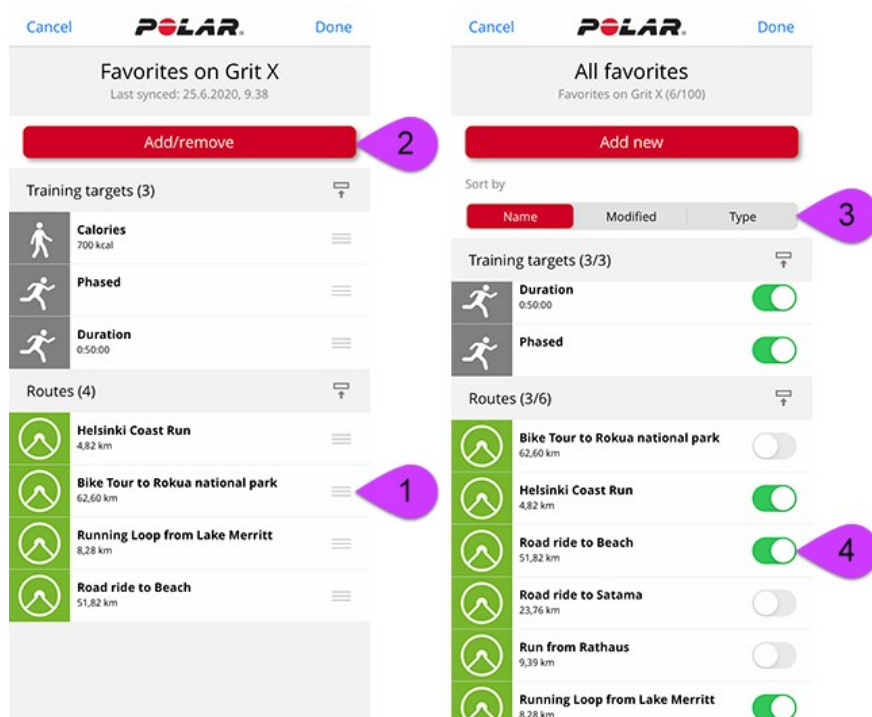 Cancel
POLAR.
Done
Favorites on Grit X
Last synced: 25.6.2020, 9.38
Add/remove
2
Training targets (3)
Calories
700 kcal
Phased
Duration
0:50:00
Routes (4)
Helsinki Coast Run
4,82 km
Bike Tour to Rokua national park
62,60 km
1
Running Loop from Lake Merritt
8,28 km
Road ride to Beach
51,82 km
Cancel
POLAR.
Done
All favorites
Favorites on Grit X (6/100)
Add new
Sort by
Name
Modified
Type
3
Training targets (3/3)
Duration
0:50:00
Phased
Routes (3/6)
Bike Tour to Rokua national park
62,60 km
Helsinki Coast Run
4,82 km
Road ride to Beach
51,82 km
4
Road ride to Satama
23,76 km
Run from Rathaus
9,39 km
Running Loop from Lake Merritt
8,28 km